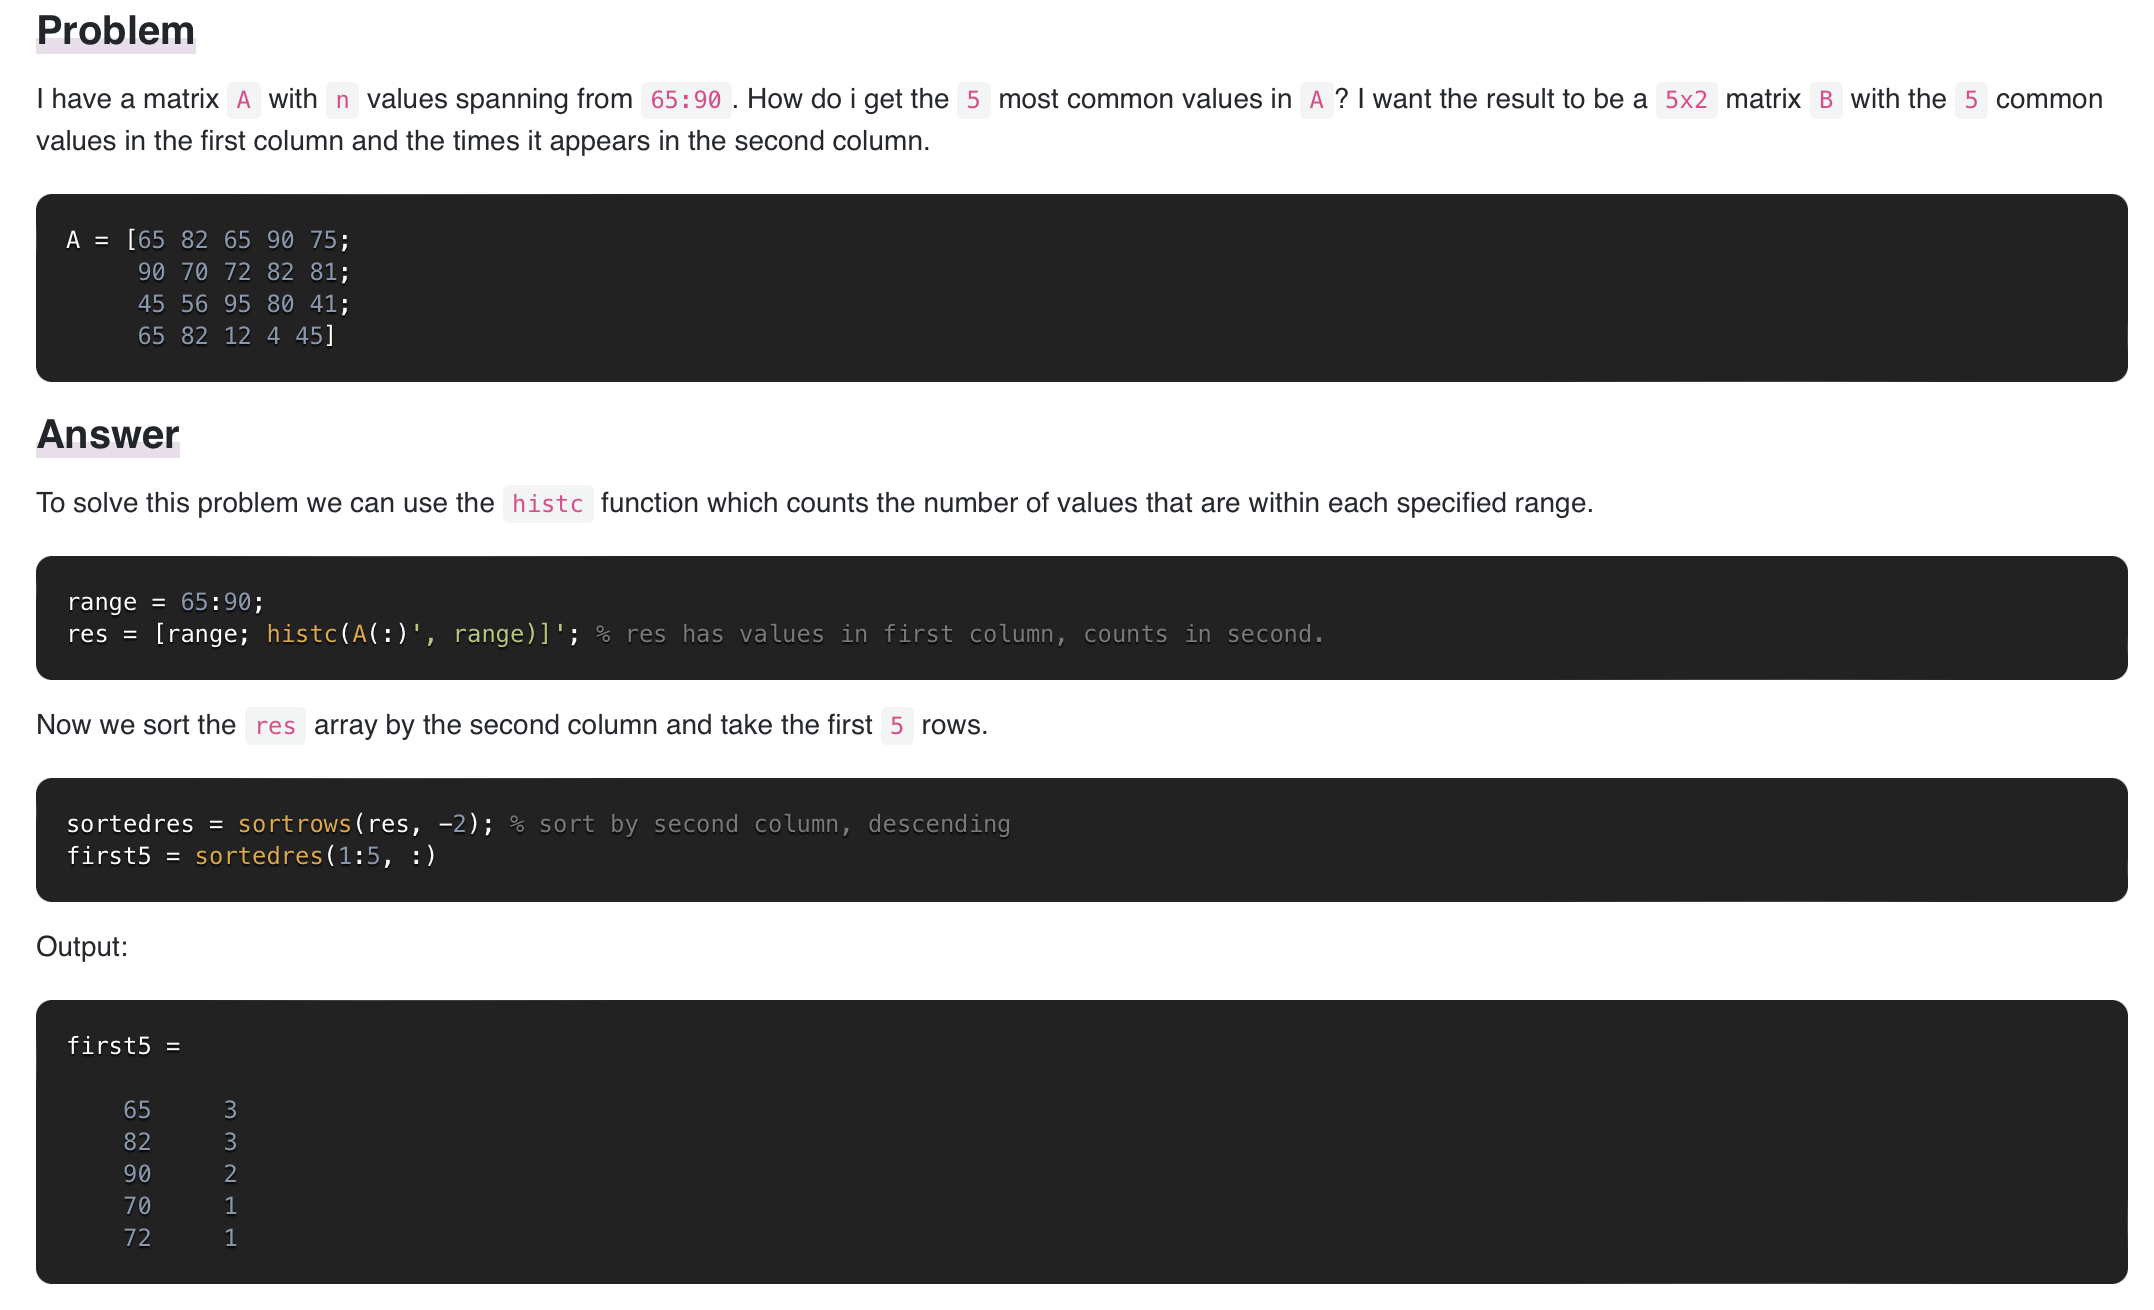 Problem
I have a matrix A with n values spanning from 65:90 . How do i get the 5 most common values in A ? I want the result to be a 5x2 matrix B with the 5 common
values in the first column and the times it appears in the second column.
A = [65 82 65 90 75;
90 70 72 82 81;
45 56 95 80 41;
65 82 12 4 45]
Answer
To solve this problem we can use the histc function which counts the number of values that are within each specified range.
range = 65:90;
res = [range; histc(A(:)', range)]'; % res has values in first column, counts in second.
Now we sort the res array by the second column and take the first 5 rows.
sortedres = sortrows(res, -2); % sort by second column, descending
first5 = sortedres(1:5, :)
Output:
first5 =
65 3
82 3
90 2
70 1
72 1